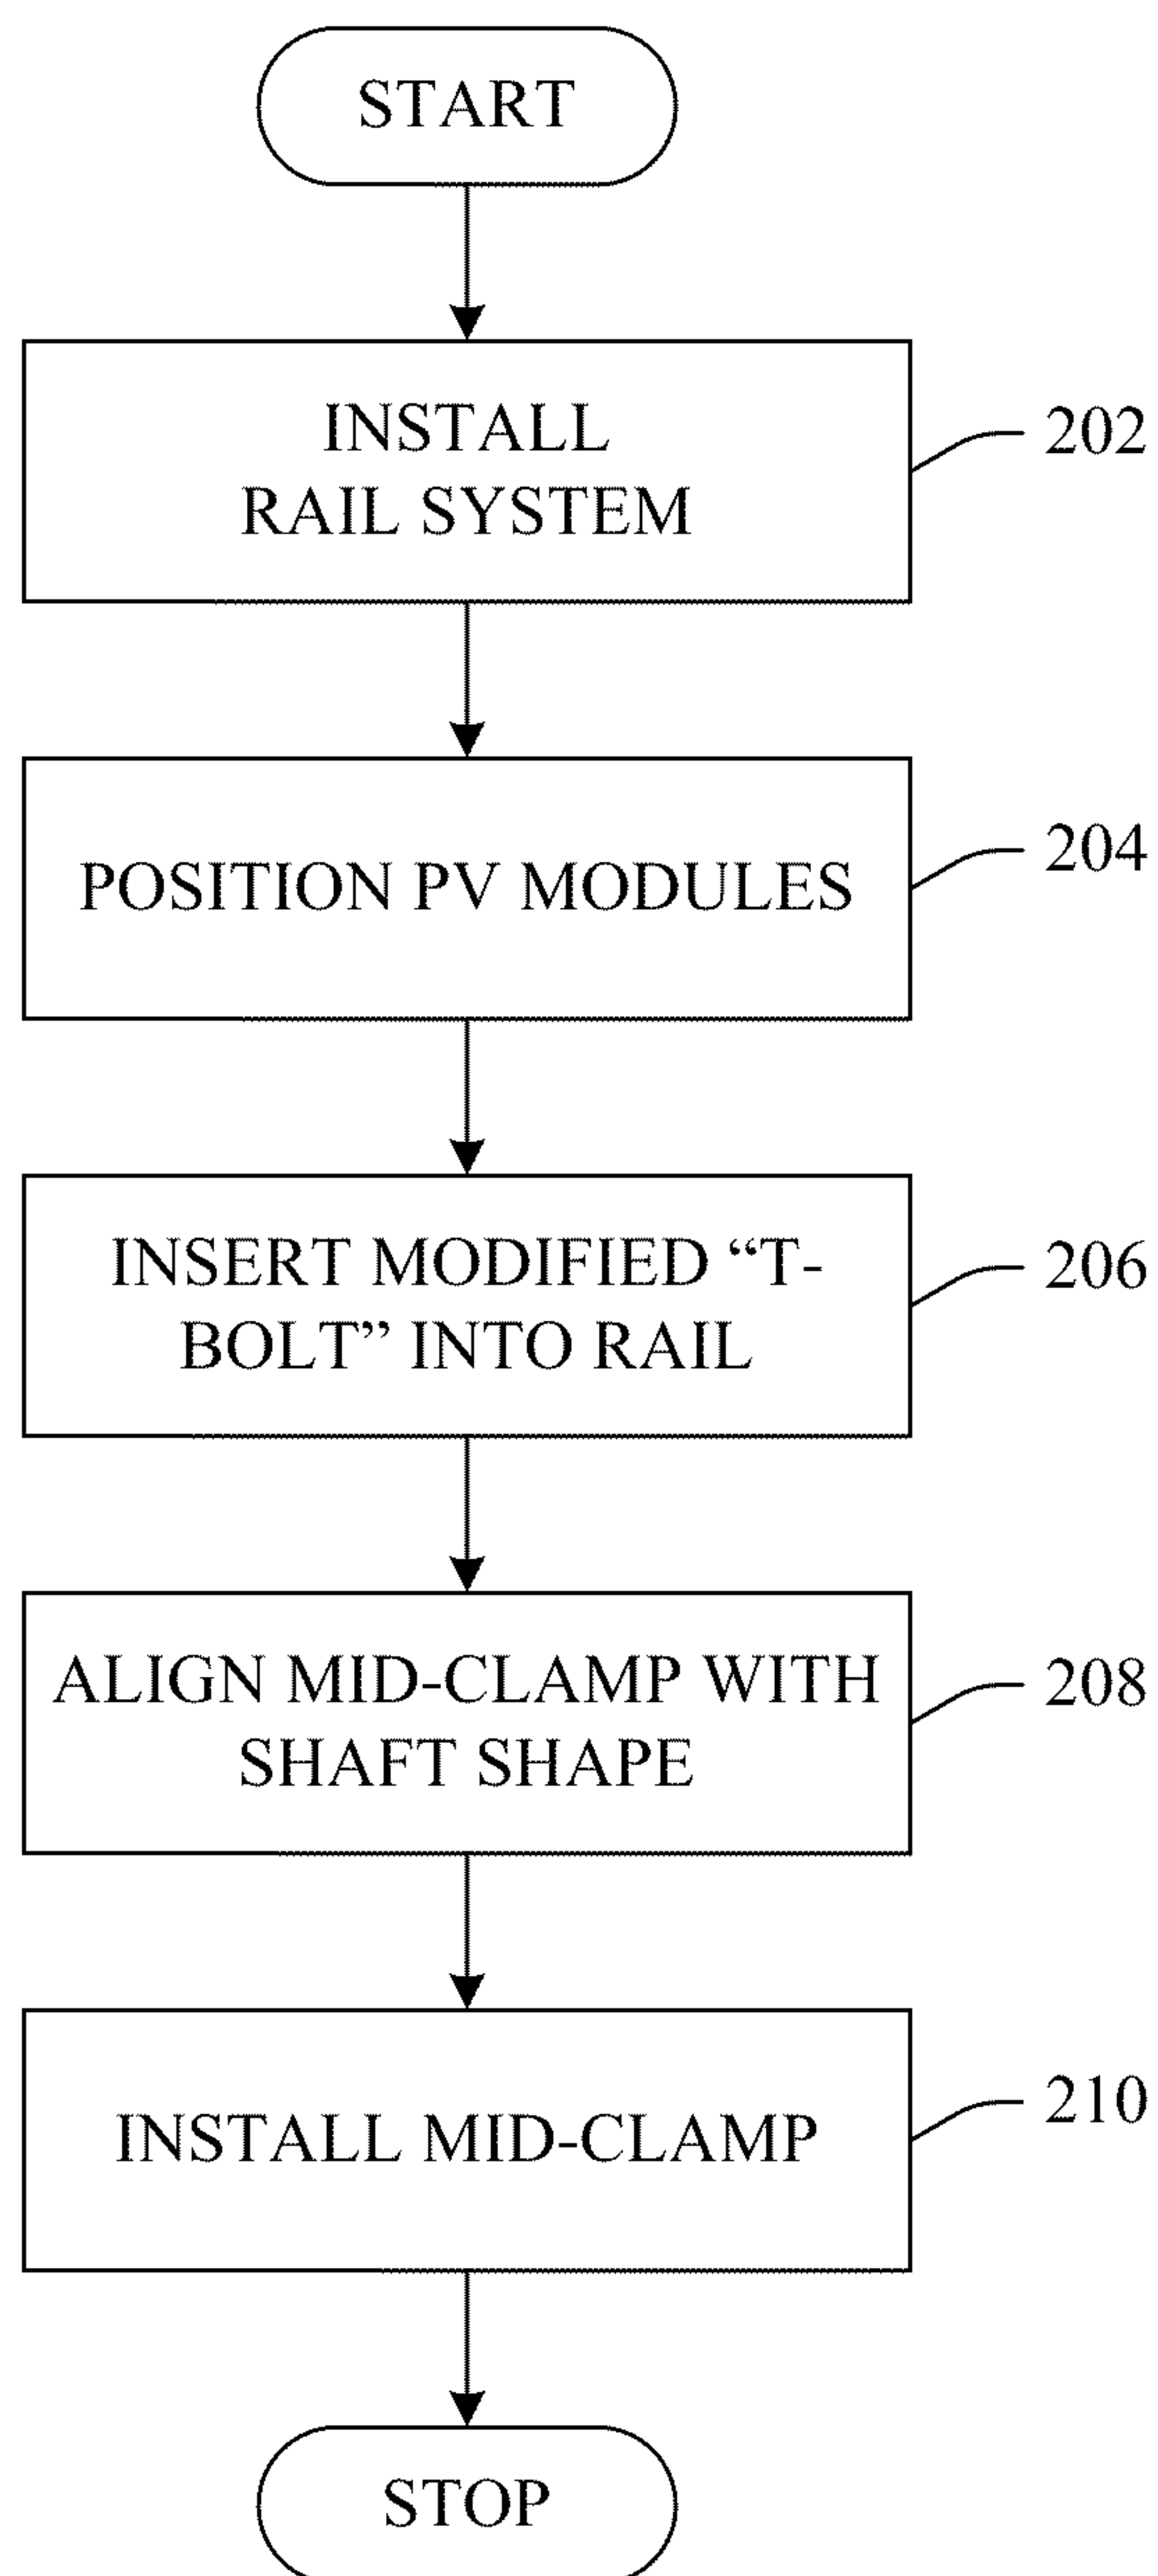 START
INSTALL
RAIL SYSTEM
202
POSITION PV MODULES
204
INSERT MODIFIED “T-
BOLT” INTO RAIL
206
ALIGN MID-CLAMP WITH
SHAFT SHAPE
208
INSTALL MID-CLAMP
210
STOP